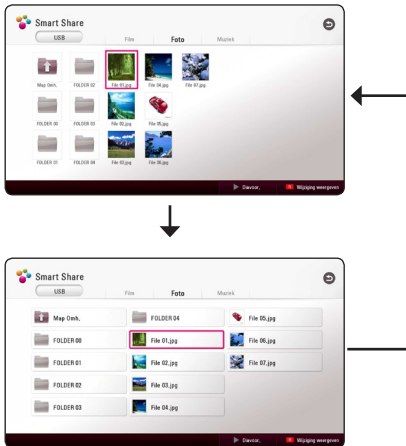 Smart Share
USB Film Foto Muziek
Map Omh. FOLDER 02 File 01.jpg File 04.jpg File 07.jpg
FOLDER 00 FOLDER 03 File 02.jpg File 05.jpg
FOLDER 01 FOLDER 04 File 03.jpg File 06.jpg
Diavoor. Wijziging weergeven
Smart Share
USB Film Foto Muziek
Map Omh. FOLDER 04 File 05.jpg
FOLDER 00 File 01.jpg File 06.jpg
FOLDER 01 File 02.jpg File 07.jpg
FOLDER 02 File 03.jpg
FOLDER 03 File 04.jpg
Diavoor. Wijziging weergeven